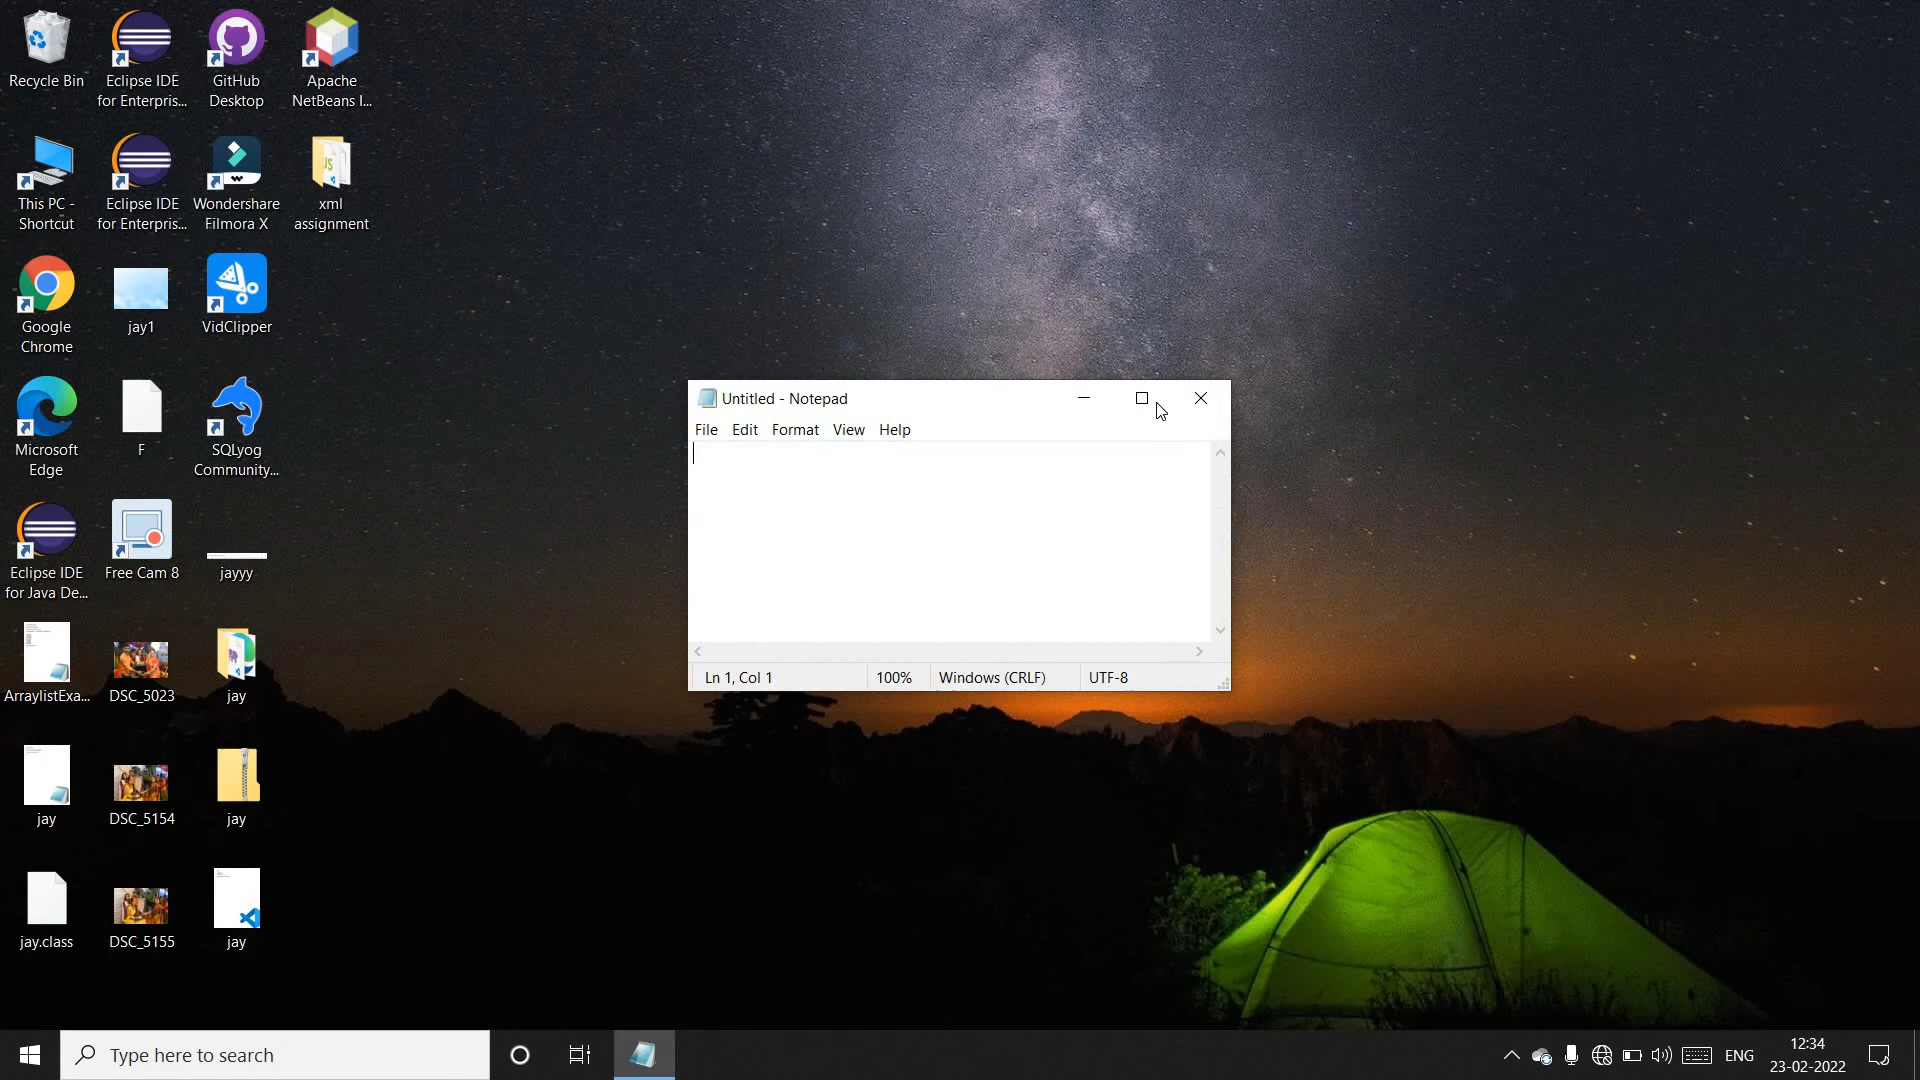 Recycle Bin
Eclipse IDE
for Enterpris...
GitHub
Desktop
Apache
NetBeans I...
This PC -
Shortcut
Eclipse IDE
for Enterpris...
Wondershare
Filmora X
xml
assignment
Google
Chrome
jay1
VidClipper
Microsoft
Edge
F
SQLyog
Community...
Eclipse IDE
for Java De...
Free Cam 8
jayyy
ArraylistExa...
DSC_5023
jay
jay
DSC_5154
jay
jay.class
DSC_5155
jay
JS
Untitled - Notepad
File Edit Format View Help
Ln 1, Col 1 100% Windows (CRLF) UTF-8
Type here to search
ENG
12:34
23-02-2022